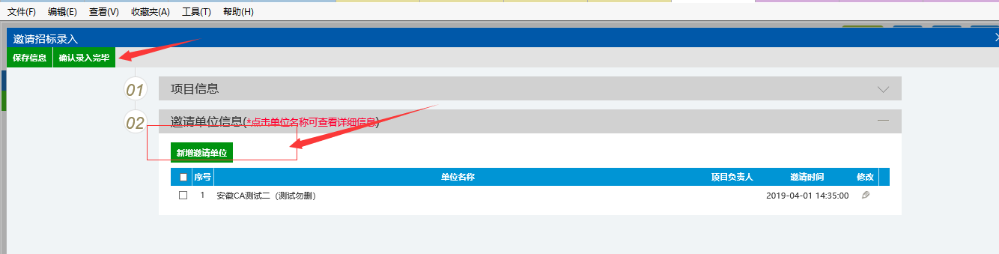 文件(F) 编辑(E) 查看(V) 收藏夹(A) 工具(T) 帮助(H)
邀请招标录入
保存信息 确认录入完毕
01 项目信息
02 邀请单位信息(*点击单位名称可查看详细信息)
新增邀请单位
序号 单位名称 项目负责人 邀请时间 修改
1 安徽CA测试二（测试勿删） 2019-04-01 14:35:00